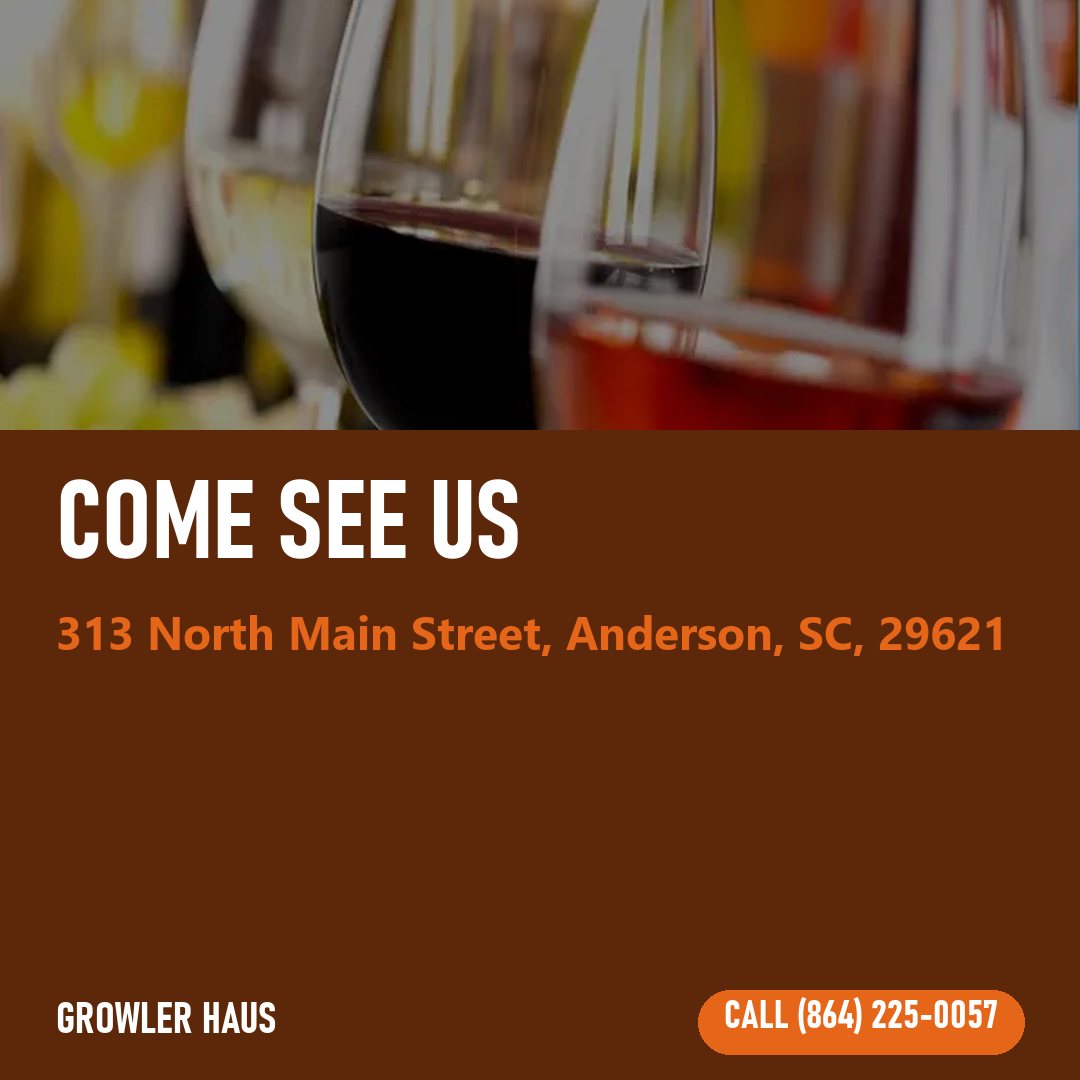 COME SEE US
313 North Main Street, Anderson, SC, 29621
GROWLER HAUS
CALL (864) 225-0057